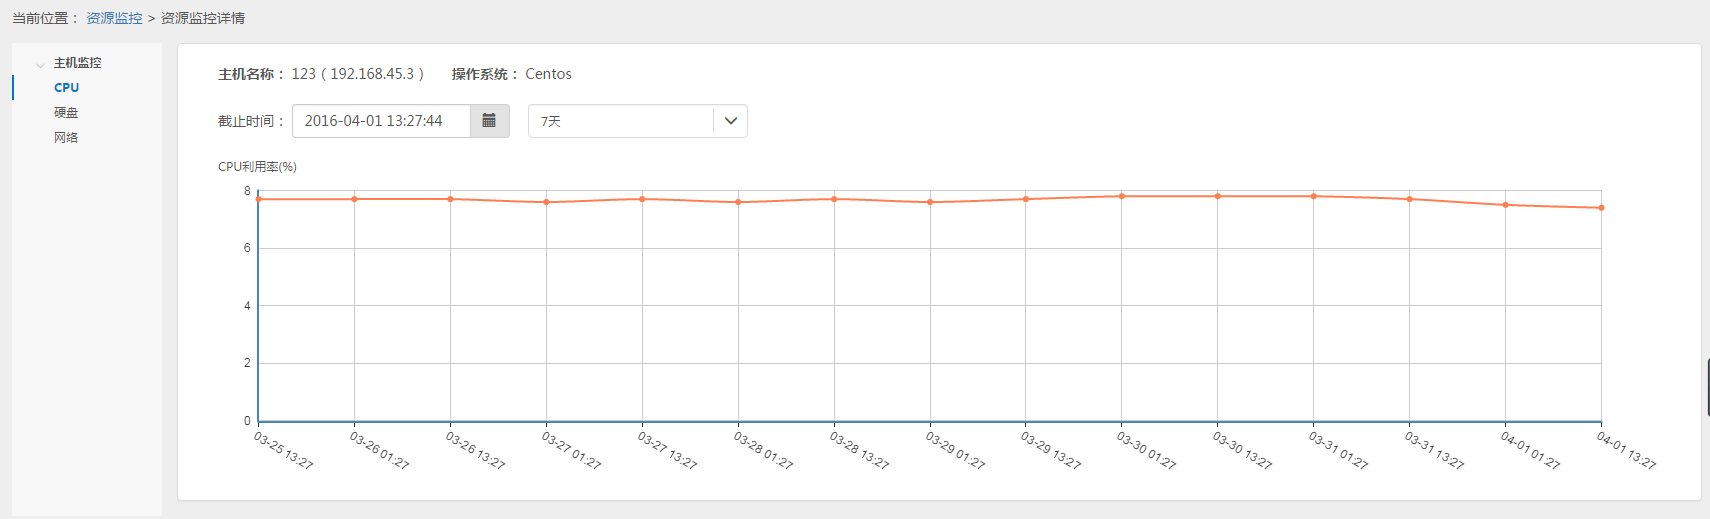 当前位置： 资源监控 > 资源监控详情
主机监控
CPU
硬盘
网络
主机名称： 123（192.168.45.3） 操作系统： Centos
截止时间： 2016-04-01 13:27:44 7天
CPU利用率(%)
8
6
4
2
0
03-25 13:27 03-26 01:27 03-26 13:27 03-27 01:27 03-27 13:27 03-28 01:27 03-28 13:27 03-29 01:27 03-29 13:27 03-30 01:27 03-30 13:27 03-31 01:27 03-31 13:27 04-01 01:27 04-01 13:27